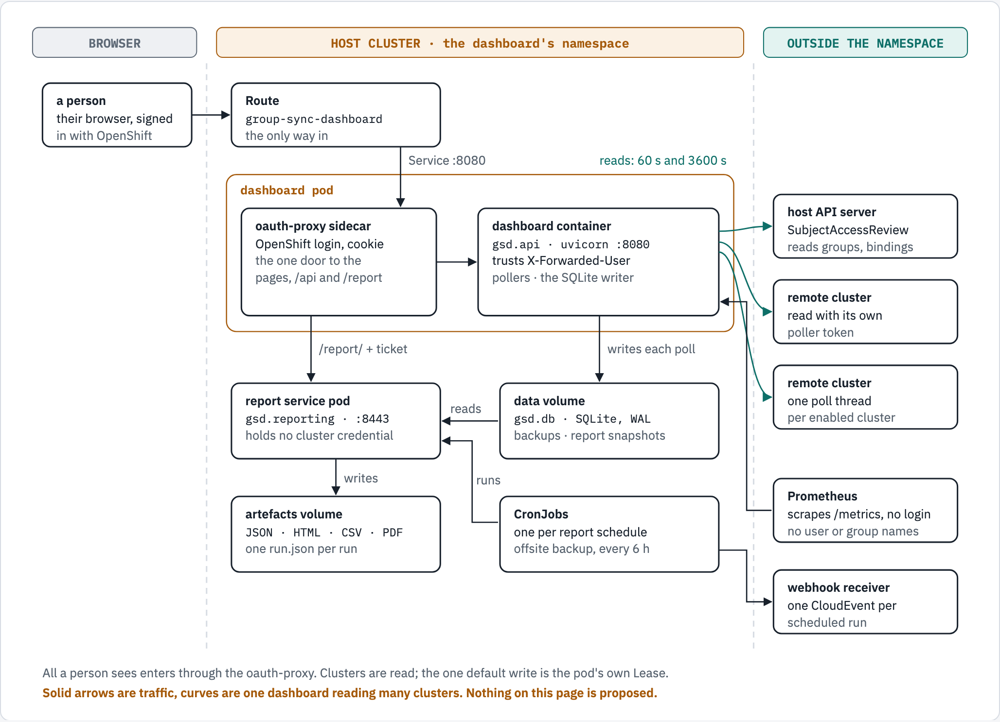 BROWSER
HOST CLUSTER · the dashboard's namespace
OUTSIDE THE NAMESPACE
a person
their browser, signed
in with OpenShift
Route
group-sync-dashboard
the only way in
Service :8080
reads: 60 s and 3600 s
dashboard pod
oauth-proxy sidecar
OpenShift login, cookie
the one door to the
pages, /api and /report
dashboard container
gsd.api · uvicorn :8080
trusts X-Forwarded-User
pollers · the SQLite writer
host API server
SubjectAccessReview
reads groups, bindings
remote cluster
read with its own
poller token
/report/ + ticket
writes each poll
remote cluster
one poll thread
per enabled cluster
report service pod
gsd.reporting · :8443
holds no cluster credential
reads
data volume
gsd.db · SQLite, WAL
backups · report snapshots
writes
runs
artefacts volume
JSON · HTML · CSV · PDF
one run.json per run
CronJobs
one per report schedule
offsite backup, every 6 h
Prometheus
scrapes /metrics, no login
no user or group names
webhook receiver
one CloudEvent per
scheduled run
All a person sees enters through the oauth-proxy. Clusters are read; the one default write is the pod's own Lease.
Solid arrows are traffic, curves are one dashboard reading many clusters. Nothing on this page is proposed.